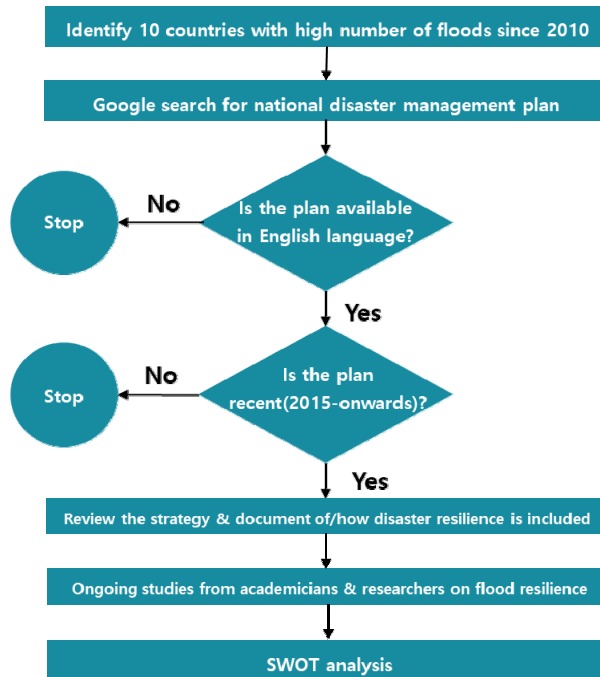 Identify 10 countries with high number of floods since 2010
Google search for national disaster management plan
Is the plan available
in English language?
No
Stop
Yes
Is the plan
recent(2015-onwards)?
No
Stop
Yes
Review the strategy & document of/how disaster resilience is included
Ongoing studies from academicians & researchers on flood resilience
SWOT analysis